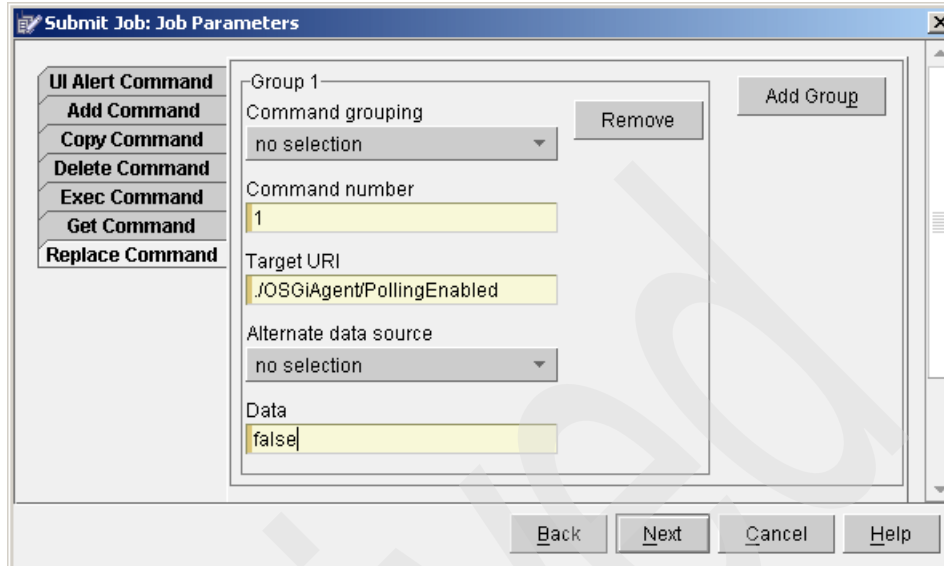 Submit Job: Job Parameters
UI Alert Command
Add Command
Copy Command
Delete Command
Exec Command
Get Command
Replace Command
Group 1
Command grouping
no selection
Command number
1
Target URI
./OSGiAgent/PollingEnabled
Alternate data source
no selection
Data
false
Remove
Add Group
Back Next Cancel Help